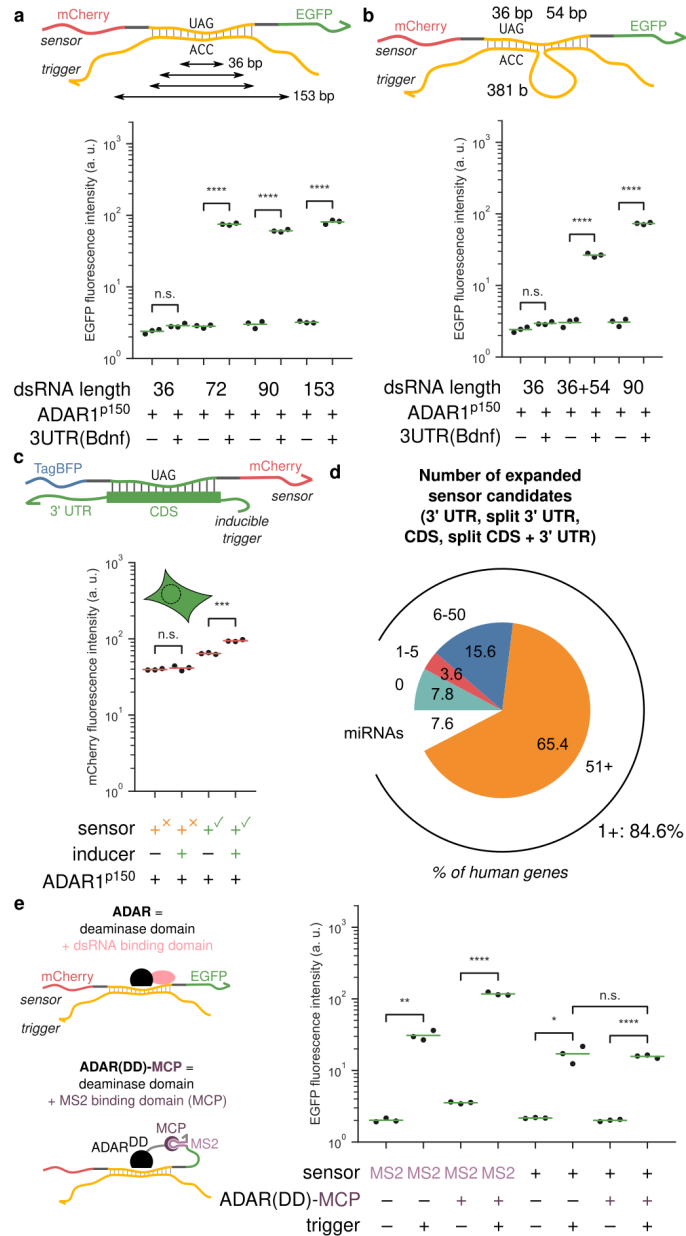 a
mCherry
EGFP
UAG
sensor
ACC
trigger
36 bp
153 bp
EGFP fluorescence intensity (a. u.)
10²
10¹
10⁰
n.s.
****
****
****
dsRNA length 36 72 90 153
ADAR1p150 + + + + + + + +
3UTR(Bdnf) − + − + − + − +
b
36 bp 54 bp
mCherry
UAG
EGFP
sensor
ACC
trigger
381 b
EGFP fluorescence intensity (a. u.)
10³
10²
10¹
10⁰
n.s.
****
****
dsRNA length 36 36+54 90
ADAR1p150 + + + + + +
3UTR(Bdnf) − + − + − +
c
TagBFP
UAG
mCherry
sensor
3' UTR
CDS
inducible
trigger
mCherry fluorescence intensity (a. u.)
10³
10²
10¹
10⁰
n.s.
***
sensor +× +× +✓ +✓
inducer − + − +
ADAR1p150 + + + +
d
Number of expanded
sensor candidates
(3' UTR, split 3' UTR,
CDS, split CDS + 3' UTR)
6-50
1-5
0
miRNAs
15.6
3.6
7.8
7.6
65.4
51+
1+: 84.6%
% of human genes
e
ADAR =
deaminase domain
+ dsRNA binding domain
mCherry
EGFP
sensor
trigger
ADAR(DD)-MCP =
deaminase domain
+ MS2 binding domain (MCP)
MCP
ADARDD
MS2
EGFP fluorescence intensity (a. u.)
10³
10²
10¹
10⁰
**
****
*
n.s.
****
sensor MS2 MS2 MS2 MS2 + + + +
ADAR(DD)-MCP − − + + − − + +
trigger − + − + − + − +